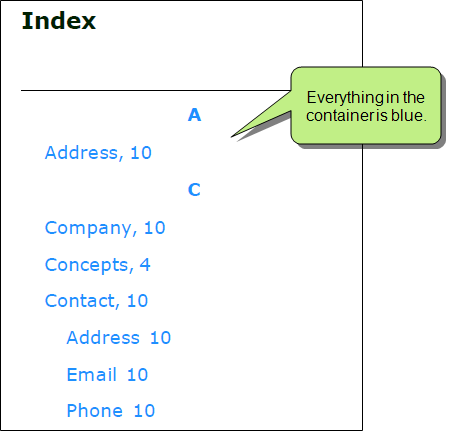 Index
Everything in the
container is blue.
A
Address, 10
C
Company, 10
Concepts, 4
Contact, 10
Address 10
Email 10
Phone 10